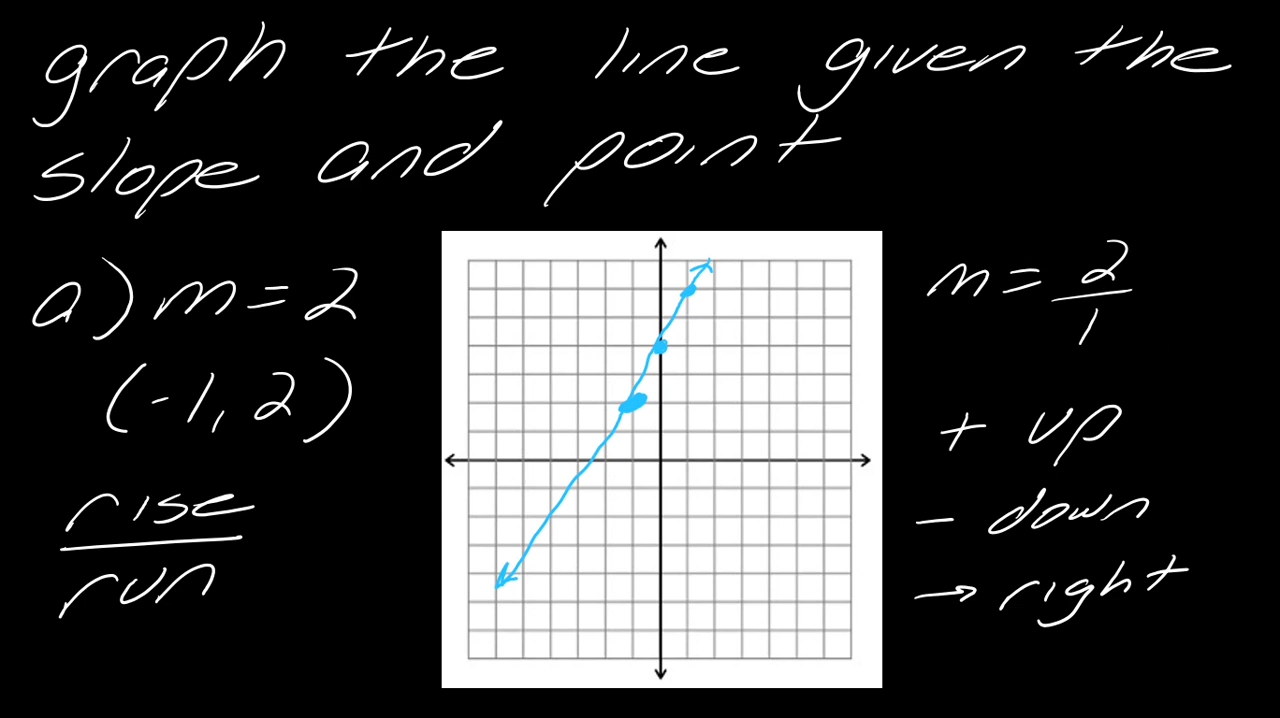 graph the line given the
slope and point
a) m = 2
(-1, 2)
rise
run
m = 2/1
+ up
- down
→ right